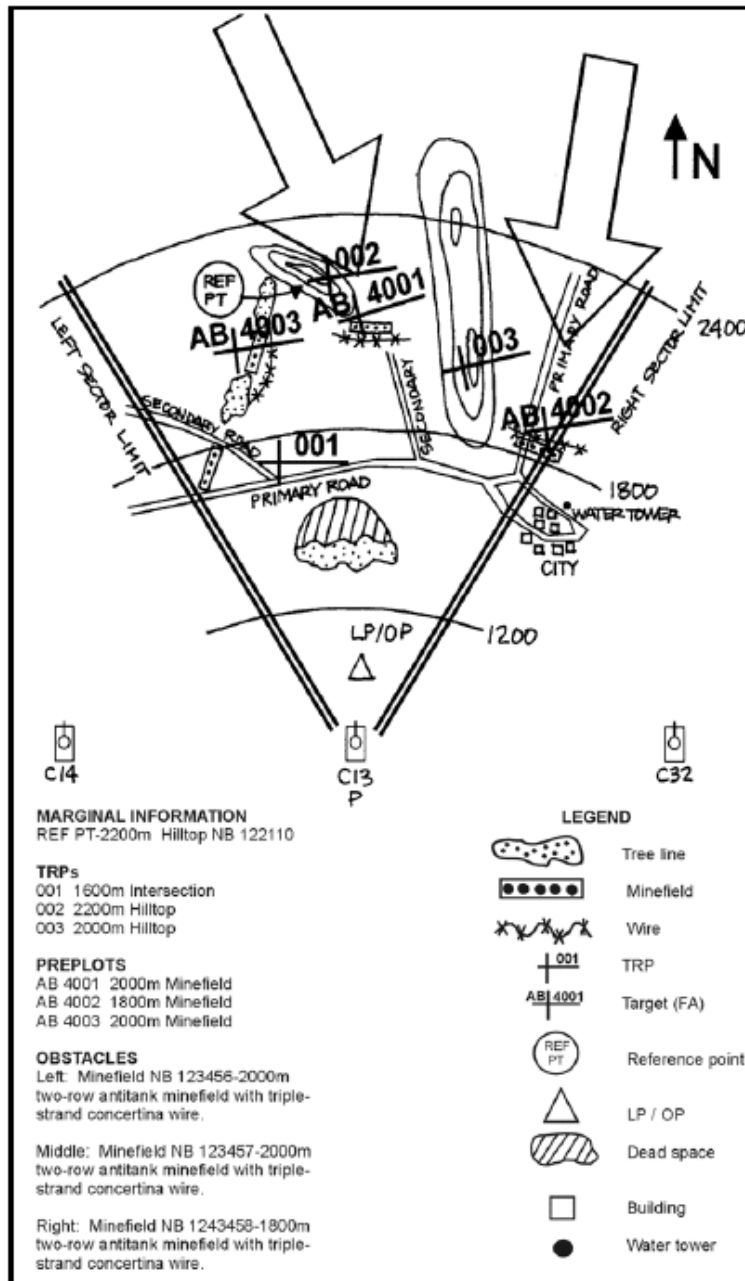 N
002
REF
PT
AB 4001
AB 4003
003
2400
LEFT SECTOR LIMIT
PRIMARY ROAD
RIGHT SECTOR LIMIT
SECONDARY ROAD
SECONDARY
AB 4002
001
1800
PRIMARY ROAD
WATER TOWER
CITY
LP/OP
1200
C14
C13
P
C32
MARGINAL INFORMATION
REF PT-2200m Hilltop NB 122110
TRPs
001 1600m Intersection
002 2200m Hilltop
003 2000m Hilltop
PREPLOTS
AB 4001 2000m Minefield
AB 4002 1800m Minefield
AB 4003 2000m Minefield
OBSTACLES
Left: Minefield NB 123456-2000m
two-row antitank minefield with triple-
strand concertina wire.
Middle: Minefield NB 123457-2000m
two-row antitank minefield with triple-
strand concertina wire.
Right: Minefield NB 1243458-1800m
two-row antitank minefield with triple-
strand concertina wire.
LEGEND
Tree line
Minefield
Wire
001
TRP
AB 4001
Target (FA)
REF
PT
Reference point
LP / OP
Dead space
Building
Water tower